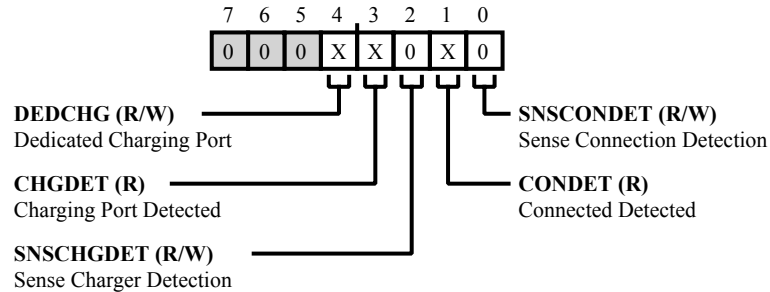 7 6 5 4 3 2 1 0
0 0 0 X X 0 X 0
DEDCHG (R/W)
Dedicated Charging Port
SNSCONDET (R/W)
Sense Connection Detection
CHGDET (R)
Charging Port Detected
CONDET (R)
Connected Detected
SNSCHGDET (R/W)
Sense Charger Detection